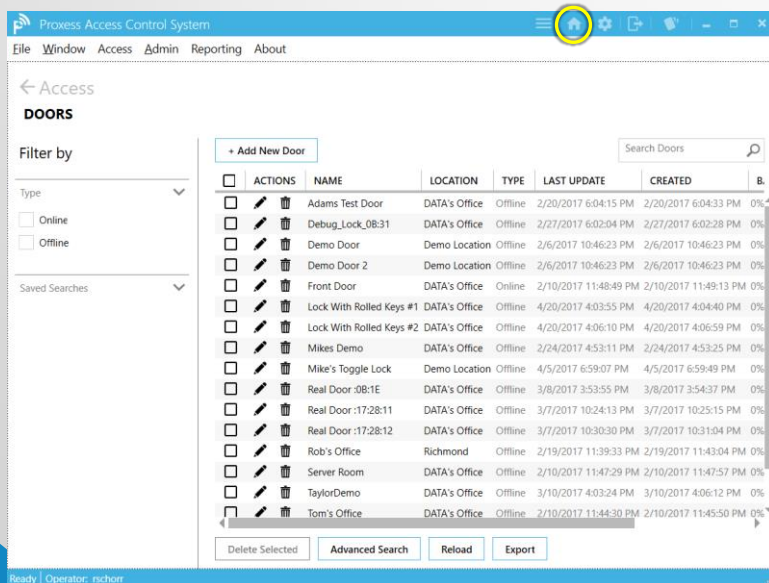 Proxess Access Control System
File Window Access Admin Reporting About
Access
DOORS
Filter by
Type
Online
Offline
Saved Searches
+ Add New Door
Search Doors
ACTIONS NAME LOCATION TYPE LAST UPDATE CREATED B.
Adams Test Door DATA's Office Offline 2/20/2017 6:04:15 PM 2/20/2017 6:04:33 PM 0%
Debug_Lock_0B:31 DATA's Office Offline 2/27/2017 6:02:04 PM 2/27/2017 6:02:28 PM 0%
Demo Door Demo Location Offline 2/6/2017 10:46:23 PM 2/6/2017 10:46:23 PM 0%
Demo Door 2 Demo Location Offline 2/6/2017 10:46:23 PM 2/6/2017 10:46:23 PM 0%
Front Door DATA's Office Online 2/10/2017 11:48:49 PM 2/10/2017 11:49:13 PM 0%
Lock With Rolled Keys #1 DATA's Office Offline 4/20/2017 4:03:55 PM 4/20/2017 4:04:40 PM 0%
Lock With Rolled Keys #2 DATA's Office Offline 4/20/2017 4:06:10 PM 4/20/2017 4:06:59 PM 0%
Mikes Demo DATA's Office Offline 2/24/2017 4:53:11 PM 2/24/2017 4:53:25 PM 0%
Mike's Toggle Lock Demo Location Offline 4/5/2017 6:59:07 PM 4/5/2017 6:59:49 PM 0%
Real Door :0B:1E DATA's Office Offline 3/8/2017 3:53:55 PM 3/8/2017 3:54:37 PM 0%
Real Door :17:28:11 DATA's Office Offline 3/7/2017 10:24:13 PM 3/7/2017 10:25:15 PM 0%
Real Door :17:28:12 DATA's Office Offline 3/7/2017 10:30:30 PM 3/7/2017 10:31:04 PM 0%
Rob's Office Richmond Offline 2/19/2017 11:39:33 PM 2/19/2017 11:43:04 PM 0%
Server Room DATA's Office Offline 2/10/2017 11:47:29 PM 2/10/2017 11:47:57 PM 0%
TaylorDemo DATA's Office Offline 3/10/2017 4:03:24 PM 3/10/2017 4:06:12 PM 0%
Tom's Office DATA's Office Offline 2/10/2017 11:44:30 PM 2/10/2017 11:45:50 PM 0%
Delete Selected Advanced Search Reload Export
Ready Operator: rschorr